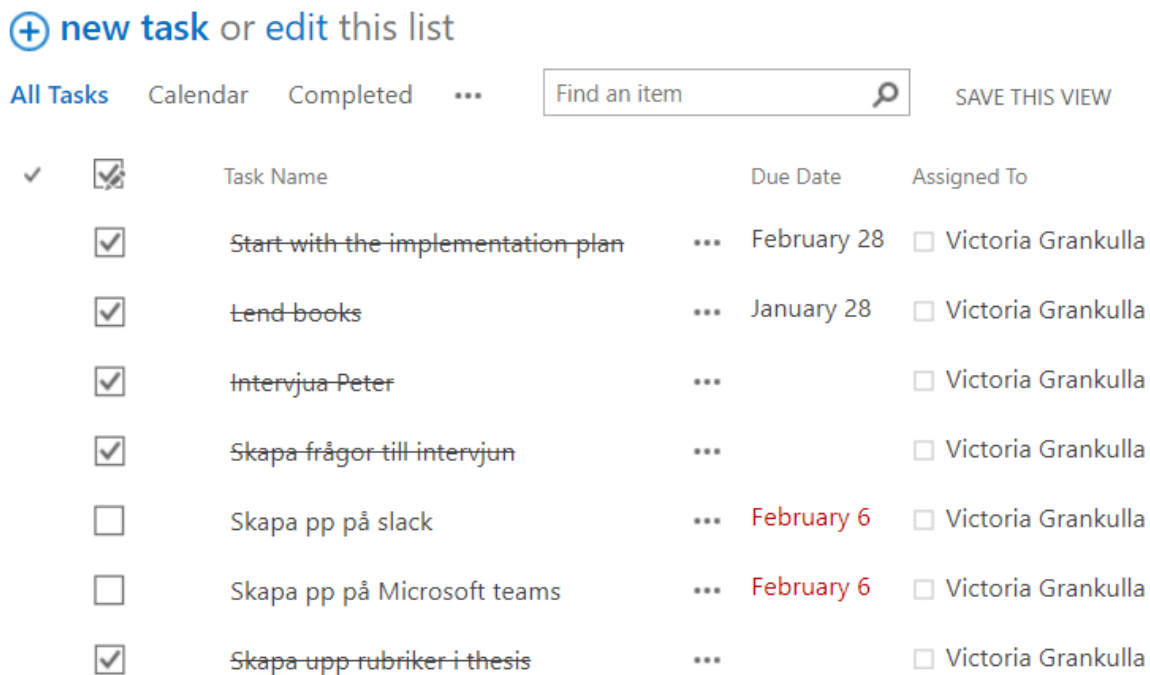 new task or edit this list
All Tasks Calendar Completed ••• Find an item SAVE THIS VIEW
Task Name Due Date Assigned To
Start with the implementation plan ••• February 28 Victoria Grankulla
Lend books ••• January 28 Victoria Grankulla
Intervjua Peter ••• Victoria Grankulla
Skapa frågor till intervjun ••• Victoria Grankulla
Skapa pp på slack ••• February 6 Victoria Grankulla
Skapa pp på Microsoft teams ••• February 6 Victoria Grankulla
Skapa upp rubriker i thesis ••• Victoria Grankulla